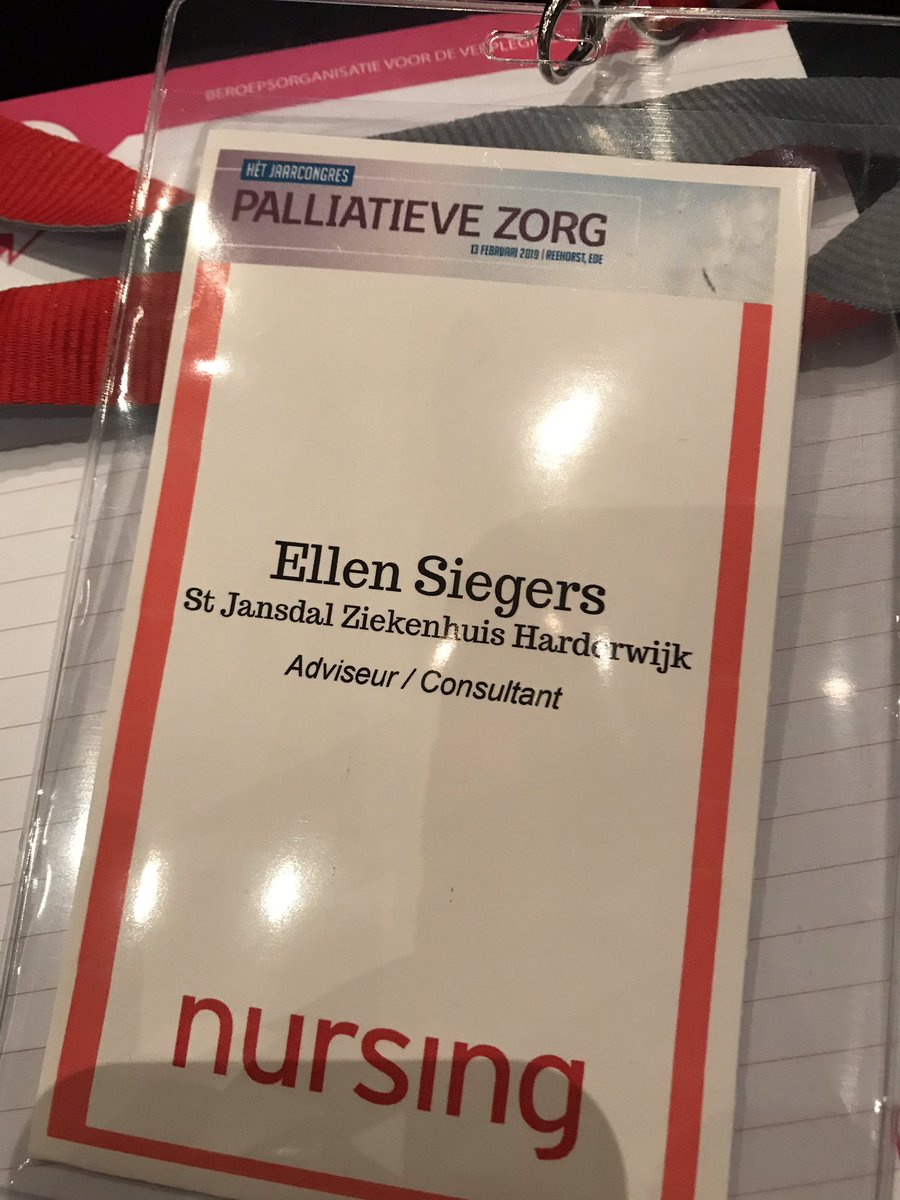 BEROEPSORGANISATIE VOOR DE
HÉT JAARCONGRES
PALLIATIEVE ZORG
13 FEBRUARI 2019 | REEHORST, EDE
Ellen Siegers
St Jansdal Ziekenhuis Harderwijk
Adviseur / Consultant
nursing